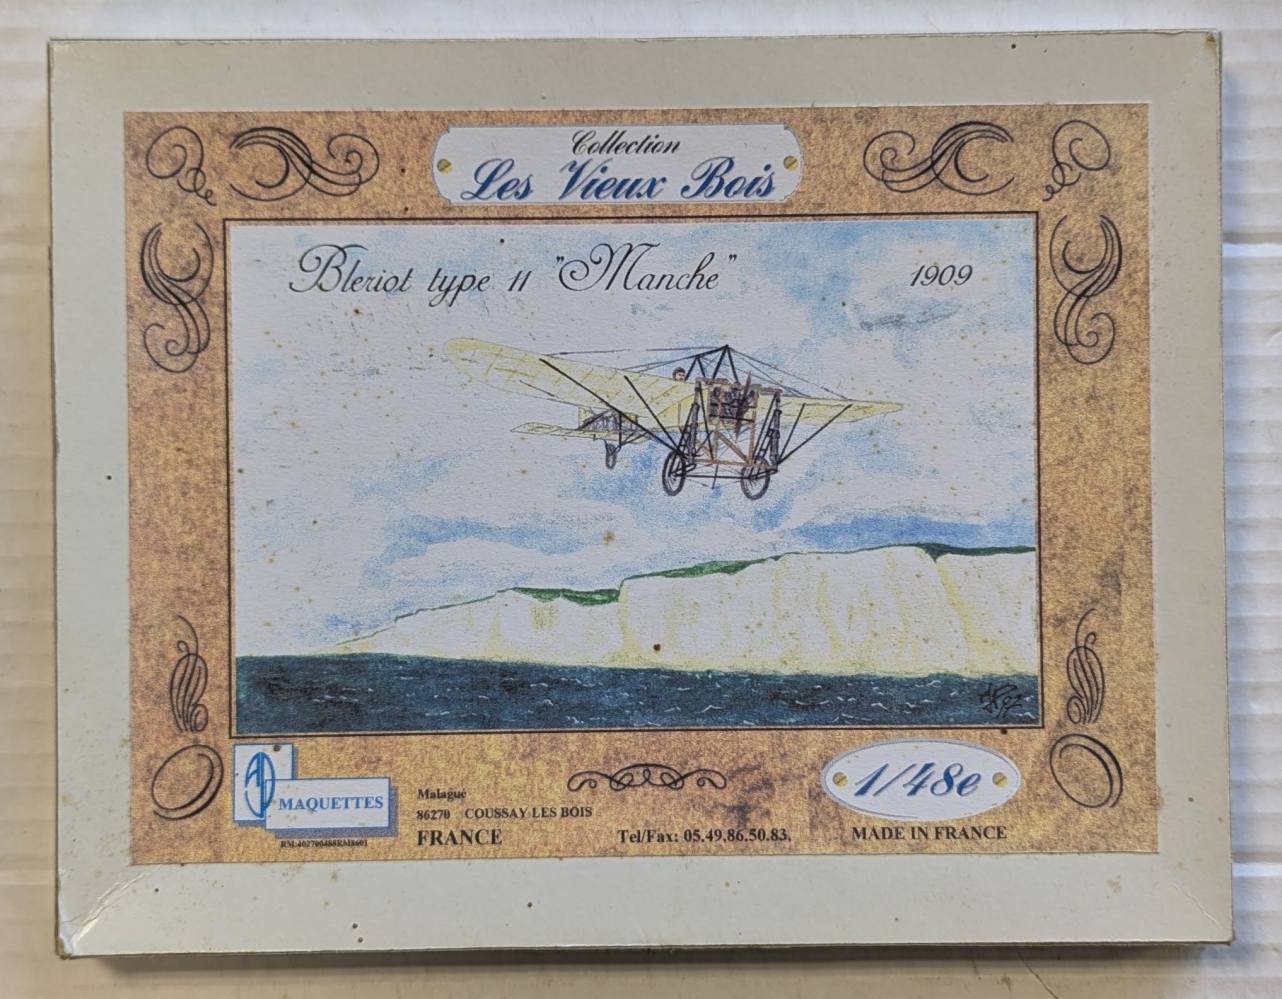 Collection
Les Vieux Bois
Bleriot type 11 "Manche" 1909
AD
MAQUETTES
Malagué
86270 COUSSAY LES BOIS
FRANCE
Tel/Fax: 05.49.86.50.83.
1/48e
MADE IN FRANCE